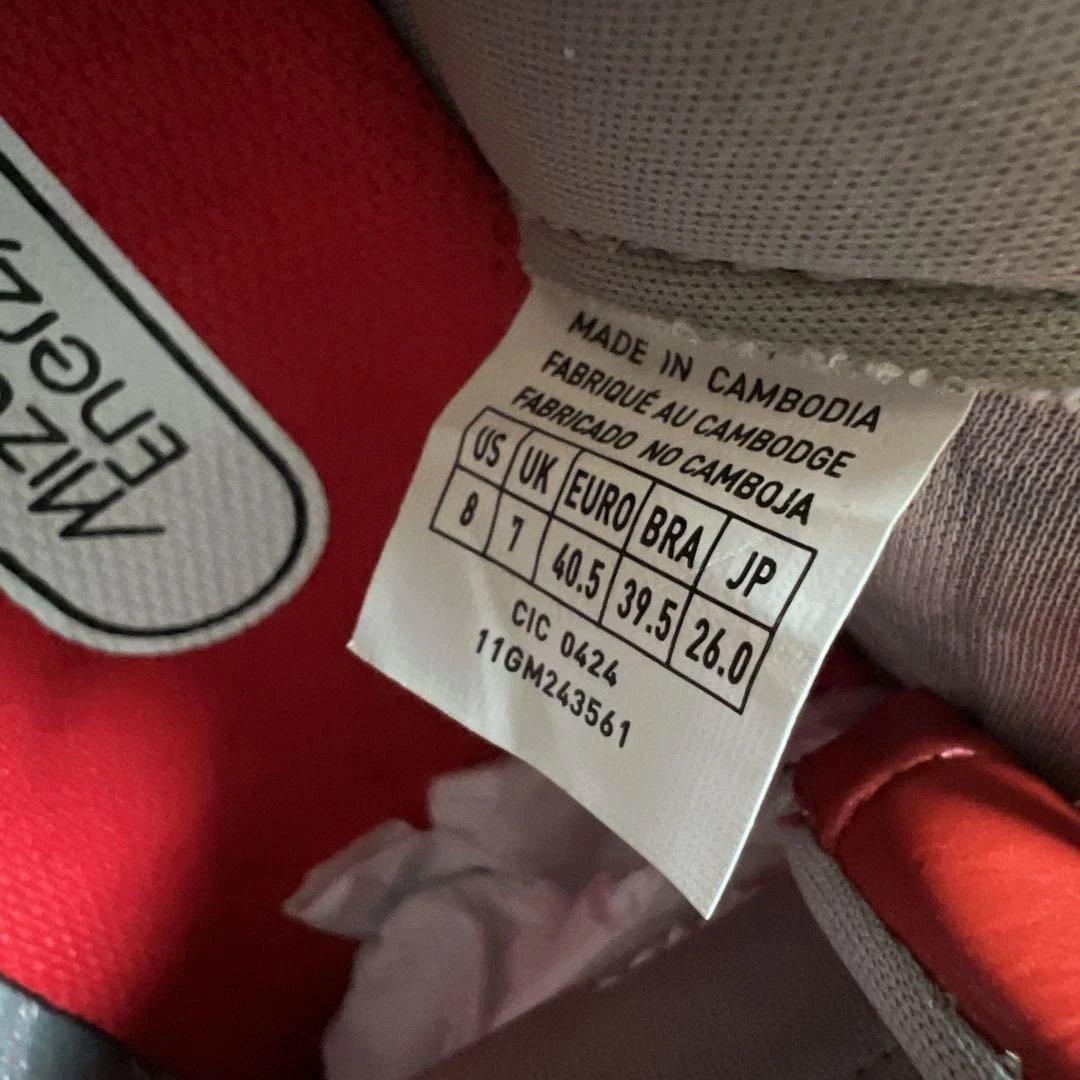 Enerzy
MADE IN CAMBODIA
FABRIQUÉ AU CAMBODGE
FABRICADO NO CAMBOJA
US UK EURO BRA JP
8 7 40.5 39.5 26.0
CIC 0424
11GM243561